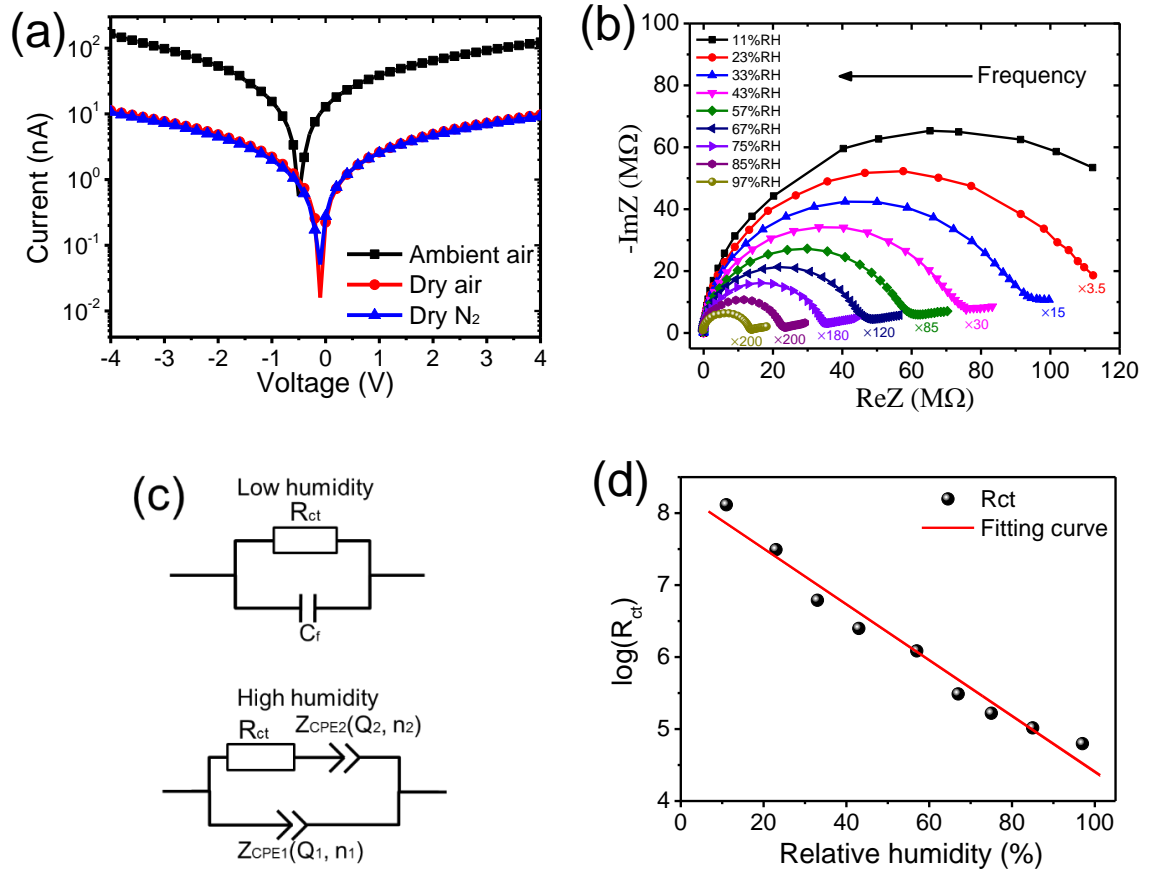 (a)
10²
10¹
10⁰
10⁻¹
10⁻²
Current (nA)
Ambient air
Dry air
Dry N₂
-4 -3 -2 -1 0 1 2 3 4
Voltage (V)
(b)
100
80
60
40
20
0
-ImZ (MΩ)
11%RH
23%RH
33%RH
43%RH
57%RH
67%RH
75%RH
85%RH
97%RH
Frequency
×3.5
×15
×30
×85
×120
×180
×200
×200
0 20 40 60 80 100 120
ReZ (MΩ)
(c)
Low humidity
Rct
Cf
High humidity
Rct
ZCPE2(Q₂, n₂)
ZCPE1(Q₁, n₁)
(d)
8
7
6
5
4
log(Rct)
Rct
Fitting curve
0 20 40 60 80 100
Relative humidity (%)